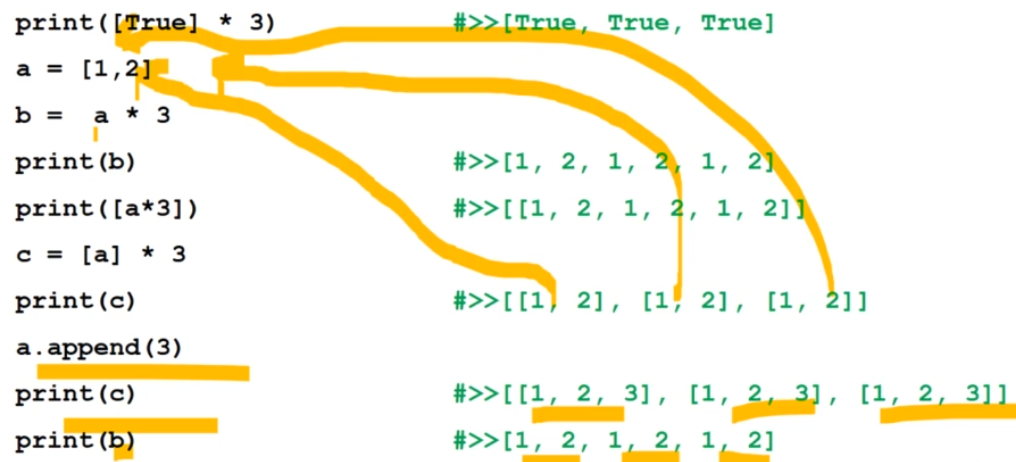 print([True] * 3) #>>[True, True, True]
a = [1,2]
b =  a * 3
print(b) #>>[1, 2, 1, 2, 1, 2]
print([a*3]) #>>[[1, 2, 1, 2, 1, 2]]
c = [a] * 3
print(c) #>>[[1, 2], [1, 2], [1, 2]]
a.append(3)
print(c) #>>[[1, 2, 3], [1, 2, 3], [1, 2, 3]]
print(b) #>>[1, 2, 1, 2, 1, 2]